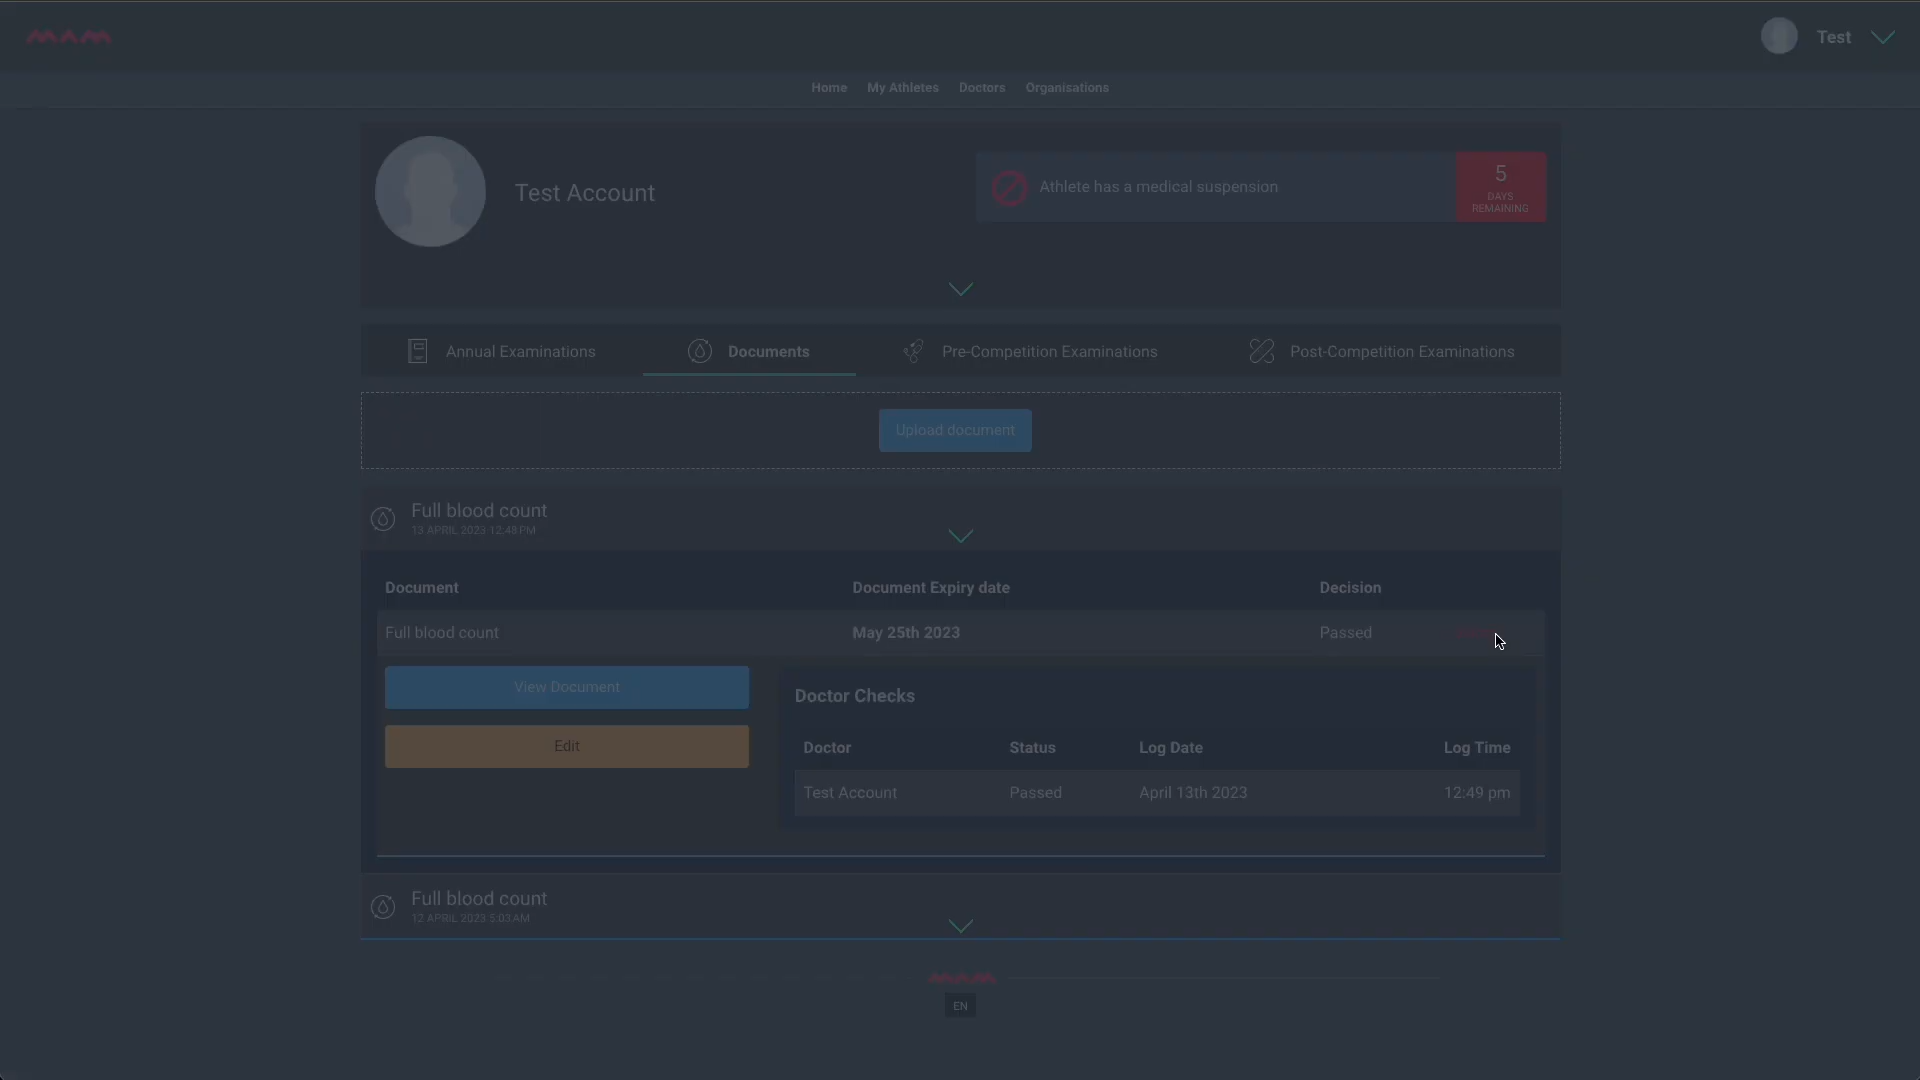 MAM
Test
Home My Athletes Doctors Organisations
Test Account
Athlete has a medical suspension
5
DAYS
REMAINING
Annual Examinations Documents Pre-Competition Examinations Post-Competition Examinations
Upload document
Full blood count
13 APRIL 2023 12:48 PM
Document Document Expiry date Decision
Full blood count May 25th 2023 Passed
View Document
Edit
Doctor Checks
Doctor Status Log Date Log Time
Test Account Passed April 13th 2023 12:49 pm
Full blood count
12 APRIL 2023 5:03 AM
MAM
EN